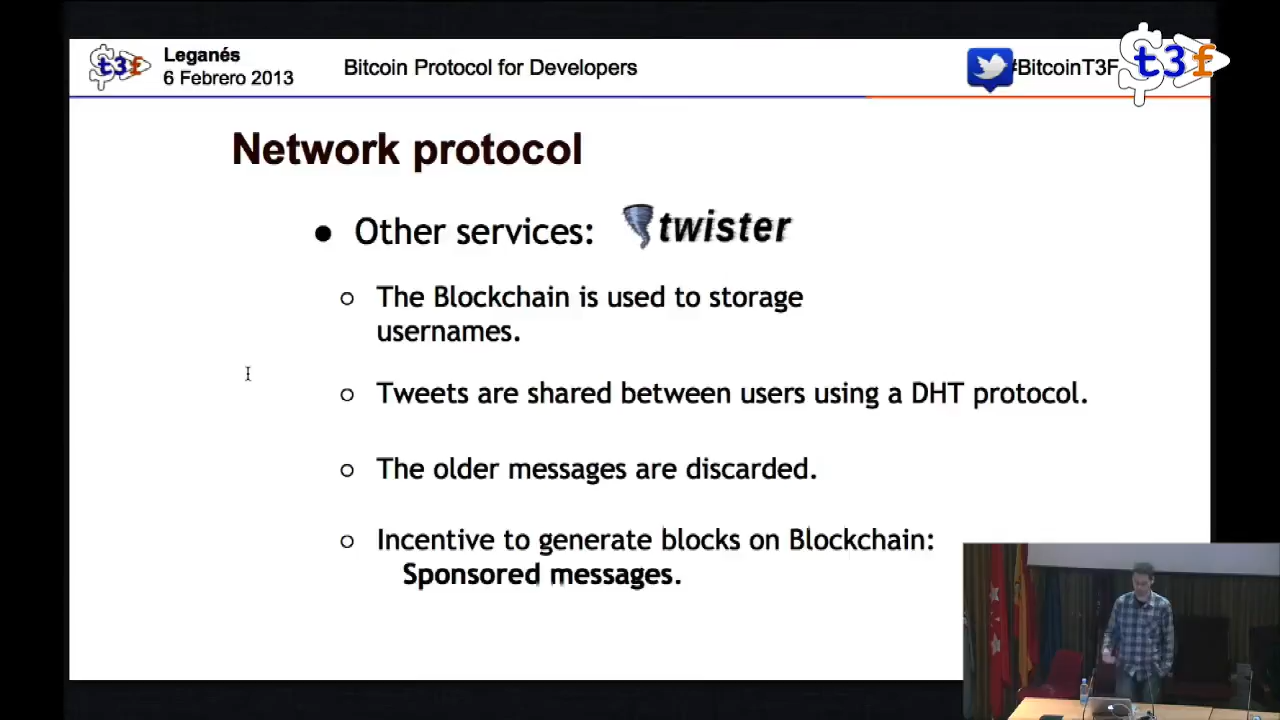 Leganés
6 Febrero 2013
Bitcoin Protocol for Developers
#BitcoinT3F
t3f
t3f
Network protocol
Other services: twister
The Blockchain is used to storage
usernames.
Tweets are shared between users using a DHT protocol.
The older messages are discarded.
Incentive to generate blocks on Blockchain:
Sponsored messages.